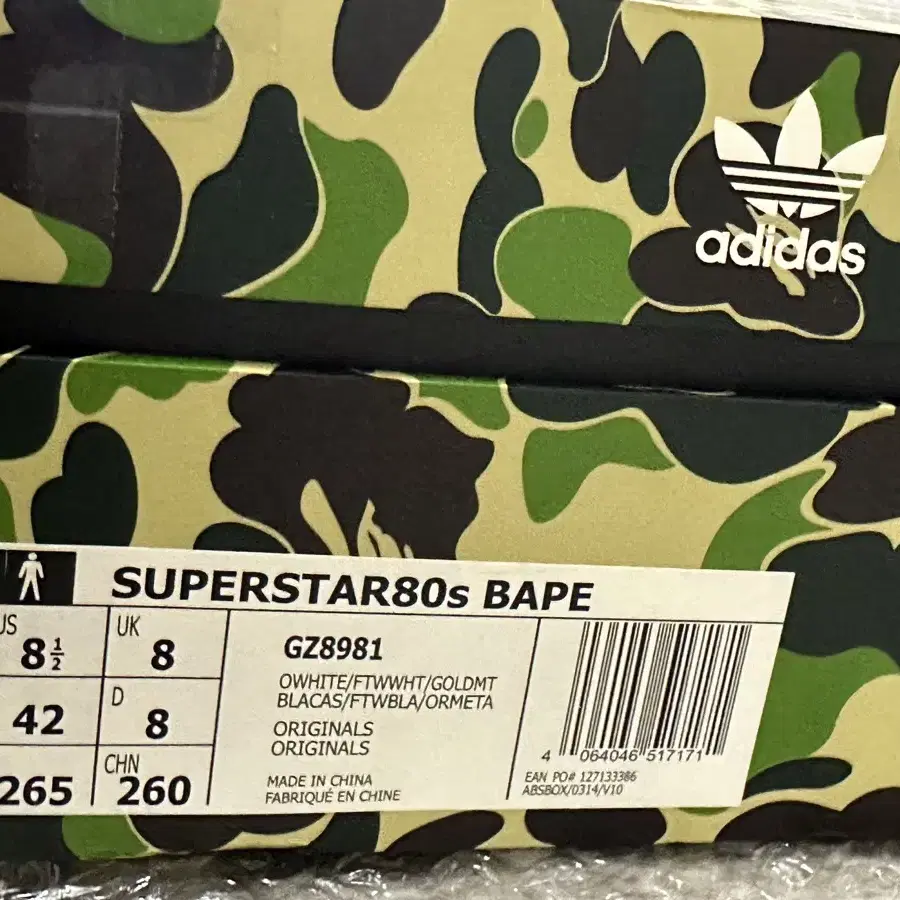 adidas
SUPERSTAR80s BAPE
US
8½
UK
8
42
D
8
265
CHN
260
GZ8981
OWHITE/FTWWHT/GOLDMT
BLACAS/FTWBLA/ORMETA
ORIGINALS
ORIGINALS
MADE IN CHINA
FABRIQUÉ EN CHINE
4 064046 517171
EAN PO# 127133386
ABSBOX/0314/V10